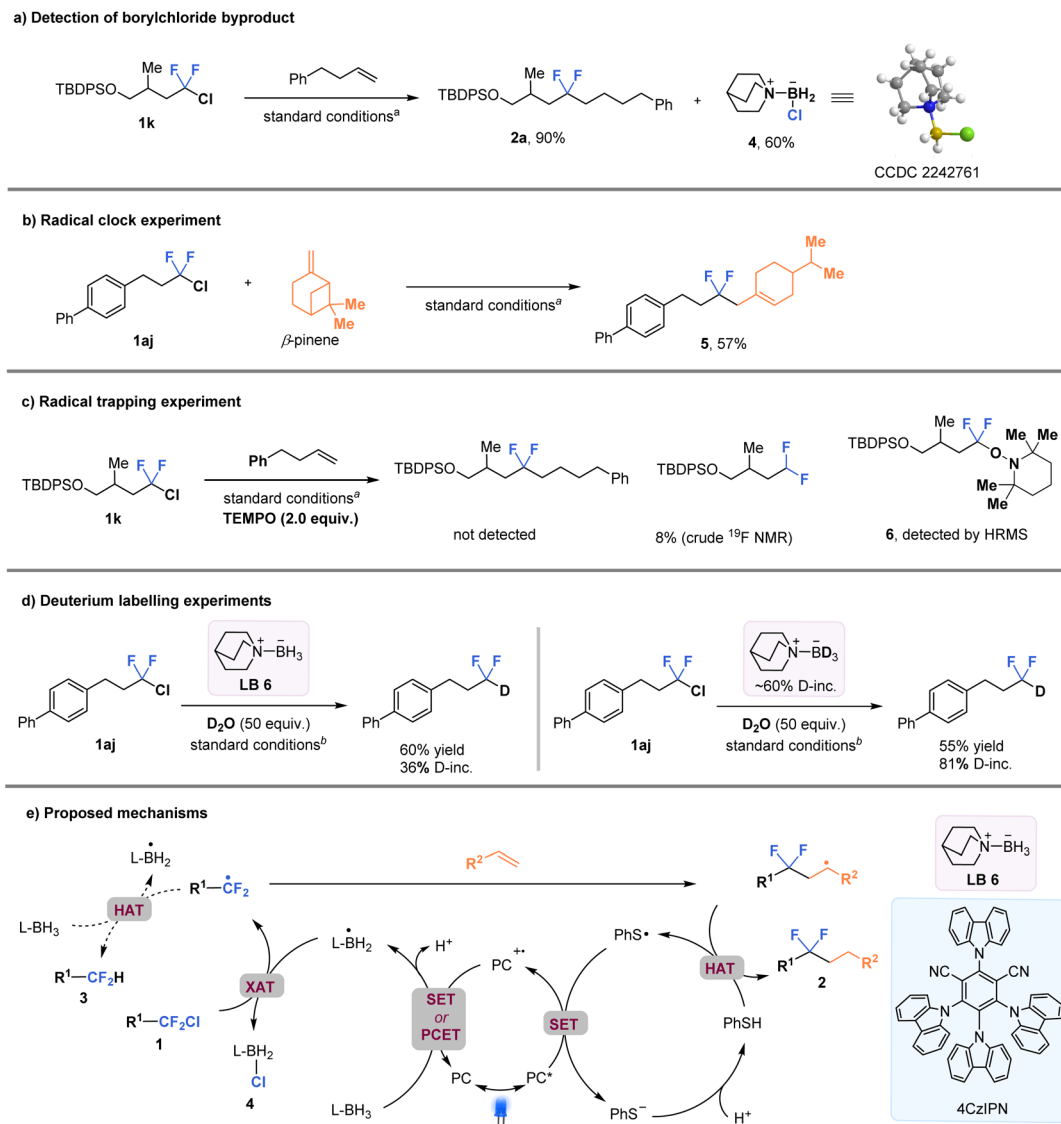 a) Detection of borylchloride byproduct
TBDPSO Me F F Cl
1k
Ph
standard conditionsᵃ
TBDPSO Me F F Ph
2a, 90%
+
N + BH₂ − Cl
4, 60%
CCDC 2242761
b) Radical clock experiment
Ph F F Cl
1aj
+
Me Me
β-pinene
standard conditionsᵃ
Ph F F Me Me
5, 57%
c) Radical trapping experiment
TBDPSO Me F F Cl
1k
Ph
standard conditionsᵃ
TEMPO (2.0 equiv.)
TBDPSO Me F F Ph
not detected
TBDPSO Me F F
8% (crude ¹⁹F NMR)
TBDPSO Me F F O N Me Me Me Me
6, detected by HRMS
d) Deuterium labelling experiments
Ph F F Cl
1aj
N + BH₃ −
LB 6
D₂O (50 equiv.)
standard conditionsᵇ
Ph F F D
60% yield
36% D-inc.
Ph F F Cl
1aj
N + BD₃ −
~60% D-inc.
D₂O (50 equiv.)
standard conditionsᵇ
Ph F F D
55% yield
81% D-inc.
e) Proposed mechanisms
L-BH₂•
R¹–CF₂•
HAT
L-BH₃
R¹–CF₂H
3
XAT
R¹–CF₂Cl
1
L-BH₂
Cl
4
L-BH₂•
H⁺
SET
or
PCET
L-BH₃
PC⁺•
PC
PC*
SET
PhS•
PhS⁻
H⁺
PhSH
HAT
R²
R¹ F F R²
R¹ F F R²
2
N + BH₃ −
LB 6
NC CN N N N N
4CzIPN